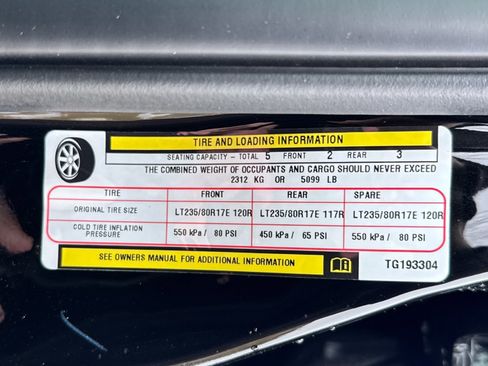 TIRE AND LOADING INFORMATION
SEATING CAPACITY - TOTAL 5 FRONT 2 REAR 3
THE COMBINED WEIGHT OF OCCUPANTS AND CARGO SHOULD NEVER EXCEED
2312 KG OR 5099 LB
TIRE FRONT REAR SPARE
ORIGINAL TIRE SIZE LT235/80R17E 120R LT235/80R17E 117R LT235/80R17E 120R
COLD TIRE INFLATION
PRESSURE 550 kPa / 80 PSI 450 kPa / 65 PSI 550 kPa / 80 PSI
SEE OWNERS MANUAL FOR ADDITIONAL INFORMATION TG193304